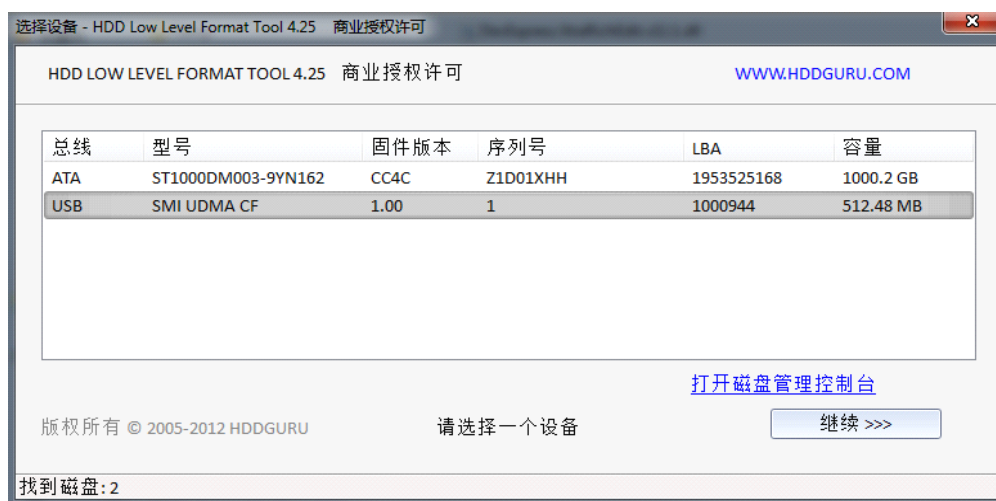 选择设备 - HDD Low Level Format Tool 4.25 商业授权许可
HDD LOW LEVEL FORMAT TOOL 4.25 商业授权许可 WWW.HDDGURU.COM
总线 型号 固件版本 序列号 LBA 容量
ATA ST1000DM003-9YN162 CC4C Z1D01XHH 1953525168 1000.2 GB
USB SMI UDMA CF 1.00 1 1000944 512.48 MB
打开磁盘管理控制台
版权所有 © 2005-2012 HDDGURU 请选择一个设备 继续 >>>
找到磁盘: 2